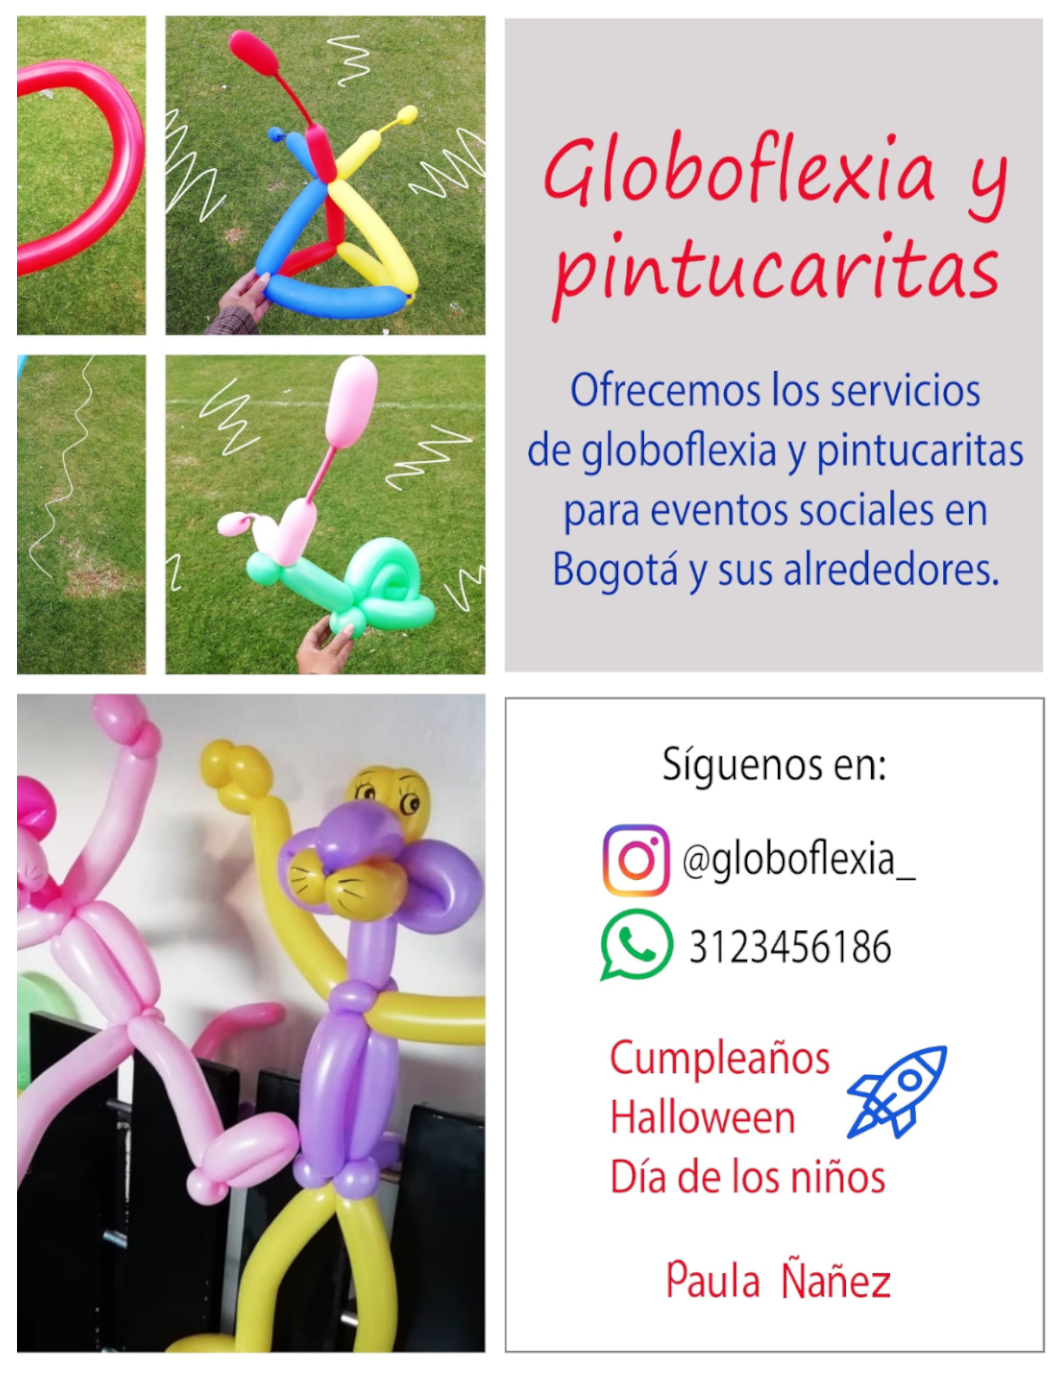 Globoflexia y
pintucaritas
Ofrecemos los servicios
de globoflexia y pintucaritas
para eventos sociales en
Bogotá y sus alrededores.
Síguenos en:
@globoflexia_
3123456186
Cumpleaños
Halloween
Día de los niños
Paula Ñañez